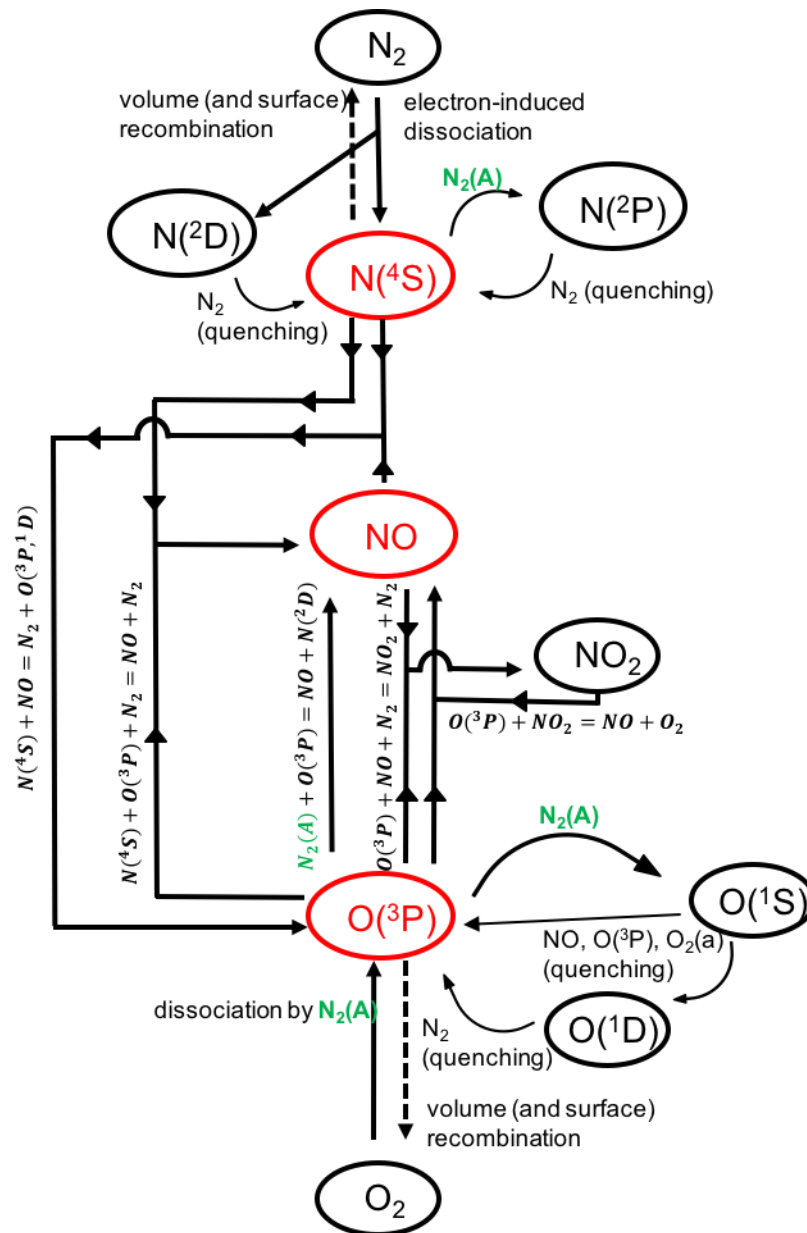 N₂
volume (and surface)
recombination
electron-induced
dissociation
N₂(A)
N(²D)
N(²P)
N(⁴S)
N₂
(quenching)
N₂ (quenching)
NO
N(⁴S) + NO = N₂ + O(³P,¹D)
N(⁴S) + O(³P) + N₂ = NO + N₂
N₂(A) + O(³P) = NO + N(²D)
O(³P) + NO + N₂ = NO₂ + N₂
NO₂
O(³P) + NO₂ = NO + O₂
N₂(A)
O(³P)
O(¹S)
NO, O(³P), O₂(a)
(quenching)
dissociation by N₂(A)
N₂
(quenching)
O(¹D)
volume (and surface)
recombination
O₂